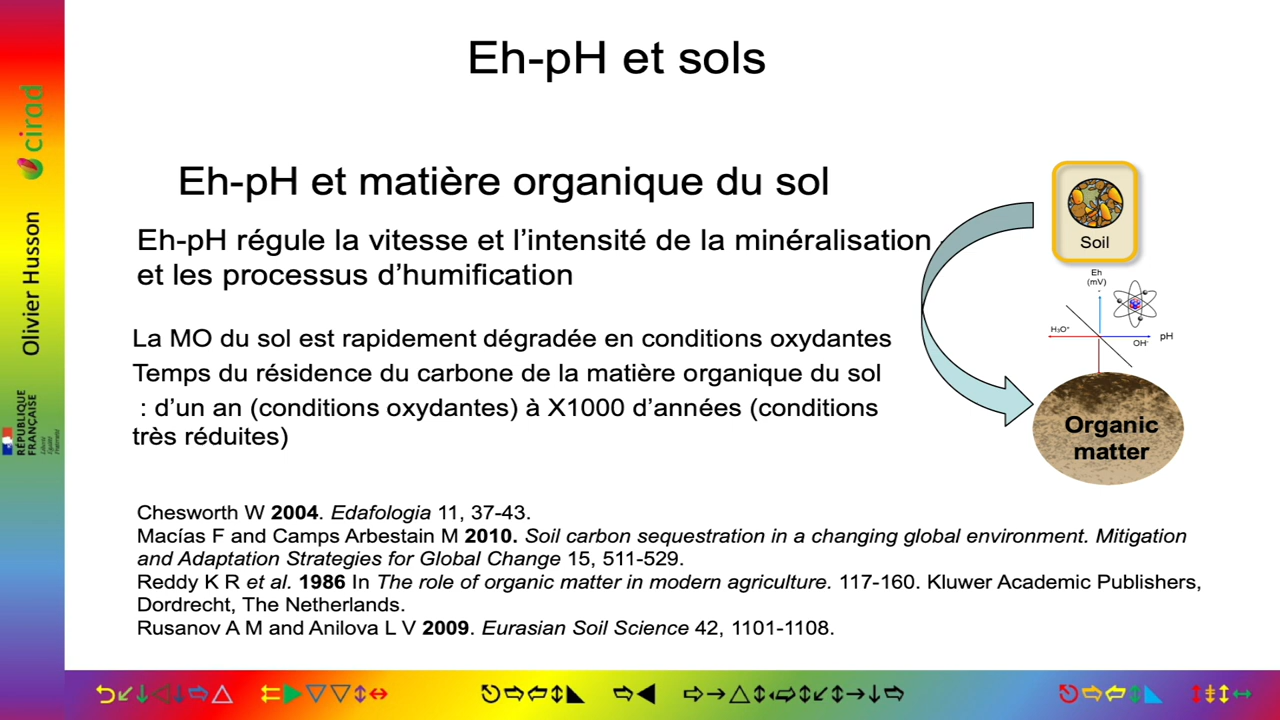 Eh-pH et sols
Eh-pH et matière organique du sol
Eh-pH régule la vitesse et l’intensité de la minéralisation
et les processus d’humification
La MO du sol est rapidement dégradée en conditions oxydantes
Temps du résidence du carbone de la matière organique du sol
: d’un an (conditions oxydantes) à X1000 d’années (conditions
très réduites)
Soil
Eh
(mV)
H₃O⁺
OH⁻
pH
Organic
matter
Chesworth W 2004. Edafologia 11, 37-43.
Macías F and Camps Arbestain M 2010. Soil carbon sequestration in a changing global environment. Mitigation
and Adaptation Strategies for Global Change 15, 511-529.
Reddy K R et al. 1986 In The role of organic matter in modern agriculture. 117-160. Kluwer Academic Publishers,
Dordrecht, The Netherlands.
Rusanov A M and Anilova L V 2009. Eurasian Soil Science 42, 1101-1108.
cirad
Olivier Husson
RÉPUBLIQUE
FRANÇAISE
Liberté
Égalité
Fraternité